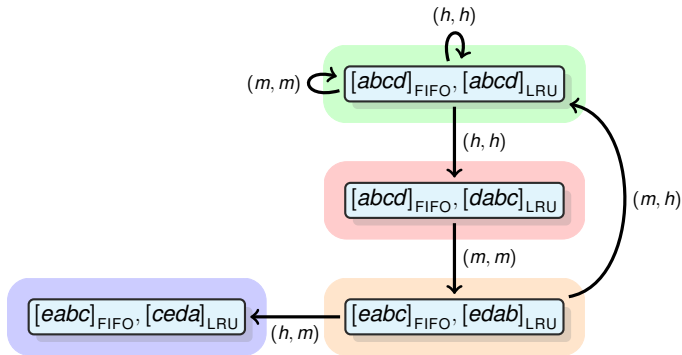 (h, h)
(m, m)
[abcd]FIFO, [abcd]LRU
(h, h)
[abcd]FIFO, [dabc]LRU
(m, h)
(m, m)
[eabc]FIFO, [ceda]LRU
(h, m)
[eabc]FIFO, [edab]LRU